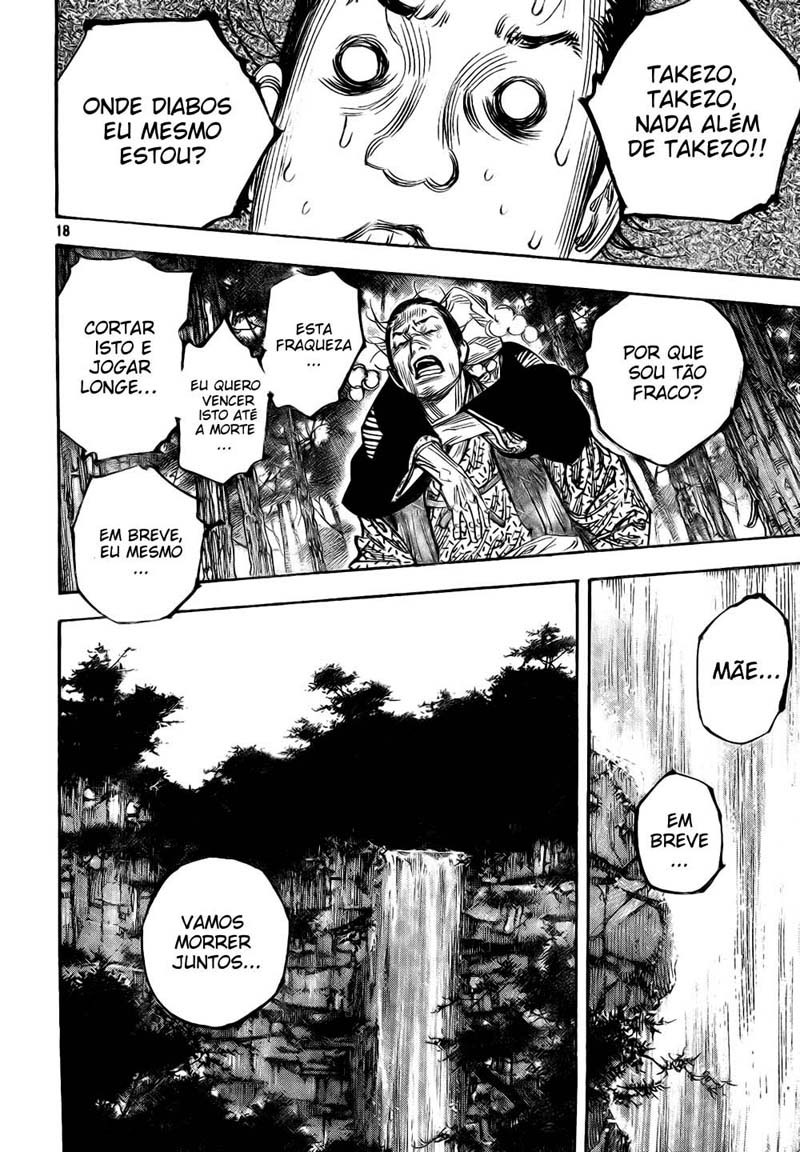 TAKEZO,
TAKEZO,
NADA ALÉM
DE TAKEZO!!
ONDE DIABOS
EU MESMO
ESTOU?
18
POR QUE
SOU TÃO
FRACO?
ESTA
FRAQUEZA
...
EU QUERO
VENCER
ISTO ATÉ
A MORTE
CORTAR
ISTO E
JOGAR
LONGE...
EM BREVE,
EU MESMO
...
MÃE...
EM
BREVE
...
VAMOS
MORRER
JUNTOS...